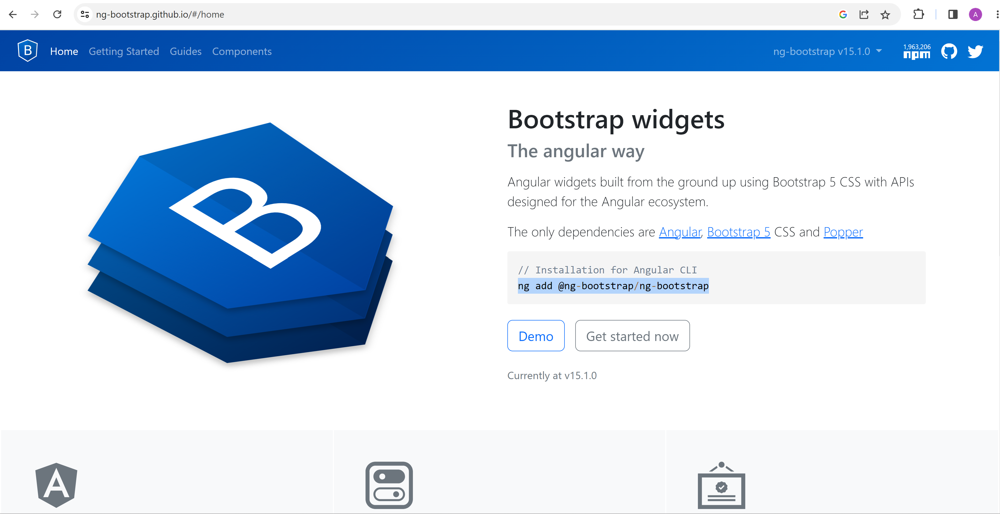 ng-bootstrap.github.io/#/home
A
B
Home
Getting Started
Guides
Components
ng-bootstrap v15.1.0
1,963,206
npm
Bootstrap widgets
The angular way
Angular widgets built from the ground up using Bootstrap 5 CSS with APIs
designed for the Angular ecosystem.
The only dependencies are Angular, Bootstrap 5 CSS and Popper
// Installation for Angular CLI
ng add @ng-bootstrap/ng-bootstrap
Demo
Get started now
Currently at v15.1.0
B
A